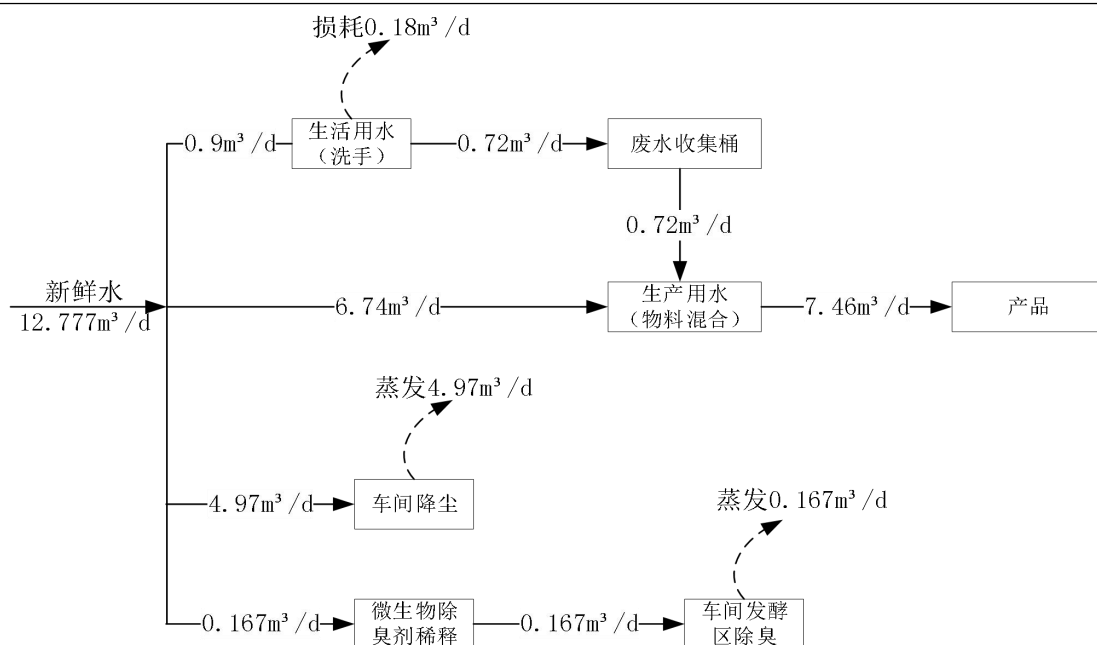 损耗0.18m³/d
0.9m³/d
生活用水
（洗手）
0.72m³/d
废水收集桶
0.72m³/d
新鲜水
12.777m³/d
6.74m³/d
生产用水
（物料混合）
7.46m³/d
产品
蒸发4.97m³/d
4.97m³/d
车间降尘
蒸发0.167m³/d
0.167m³/d
微生物除
臭剂稀释
0.167m³/d
车间发酵
区除臭